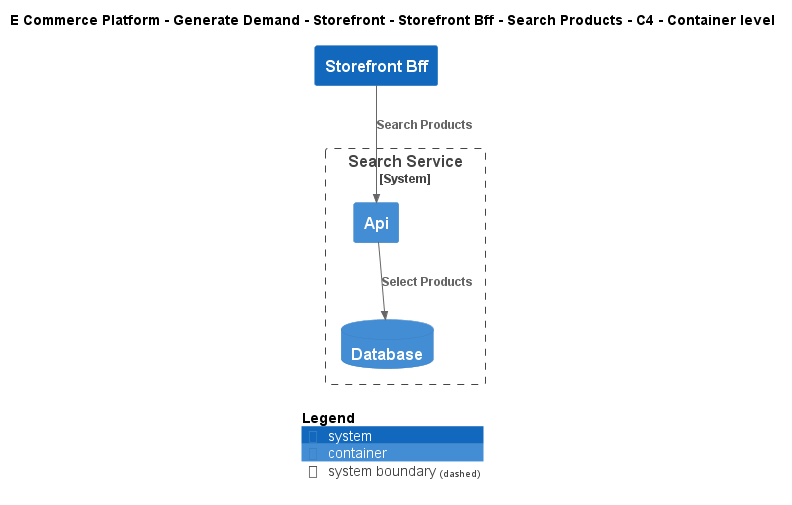 E Commerce Platform - Generate Demand - Storefront - Storefront Bff - Search Products - C4 - Container level
Storefront Bff
Search Products
Search Service
[System]
Api
Select Products
Database
Legend
system
container
system boundary (dashed)